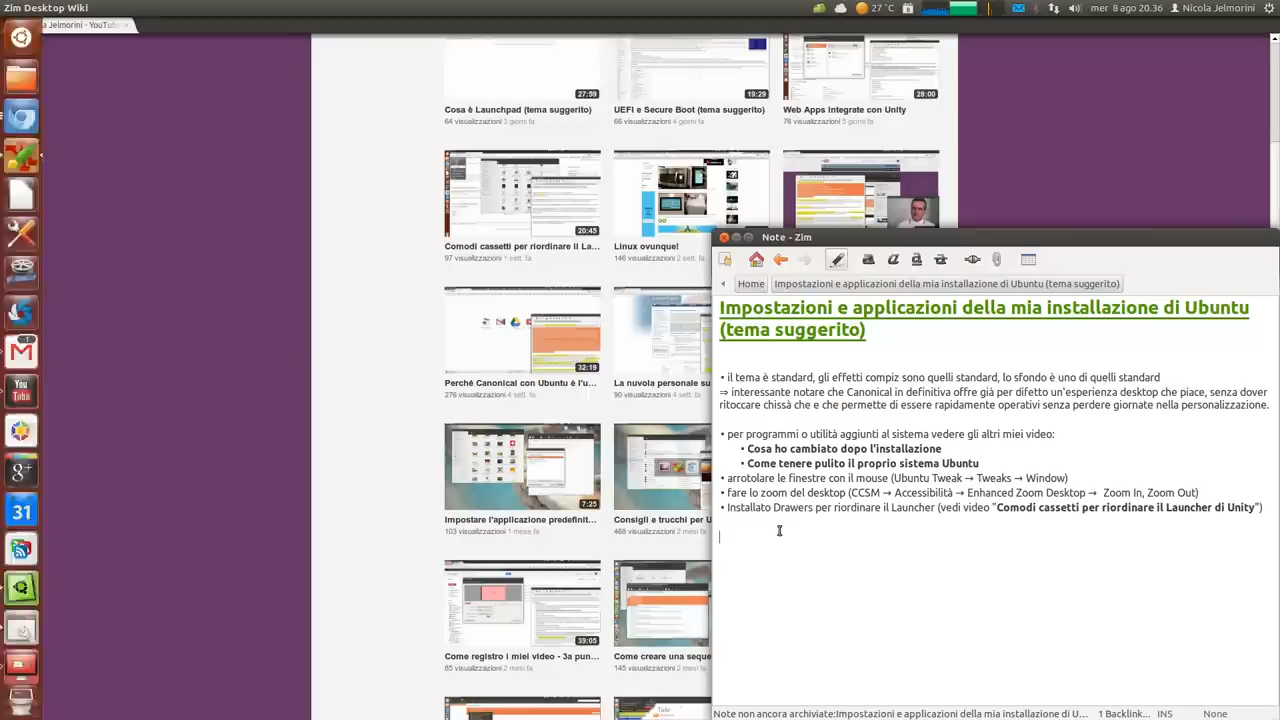 Zim Desktop Wiki
27 °C
mer 8 ago 20.36
Nicola Jelmorini
a Jelmorini - YouTub
27:59
19:29
28:00
Cosa è Launchpad (tema suggerito)
UEFI e Secure Boot (tema suggerito)
Web Apps integrate con Unity
64 visualizzazioni 3 giorni fa
66 visualizzazioni 4 giorni fa
76 visualizzazioni 5 giorni fa
20:45
Comodi cassetti per riordinare il La...
Linux ovunque!
97 visualizzazioni 1 sett. fa
146 visualizzazioni 2 sett. fa
Note - Zim
Home
Impostazioni e applicazioni della mia installazione di Ubuntu (tema suggerito)
Impostazioni e applicazioni della mia installazione di Ubuntu
(tema suggerito)
• il tema è standard, gli effetti compiz sono quelli standard, lo sfondo è uno di quelli standard
⇒ interessante notare che Canonical in definitiva offre già per difetto un'esperienza desktop che piace, senza dover
ritoccare chissà che e che permette di essere rapidamente operativi senza perdere giornate nella personalizzazione.
• per programmi o utilità aggiunti al sistema vedere gli altri miei video:
• Cosa ho cambiato dopo l'installazione
• Come tenere pulito il proprio sistema Ubuntu
• arrotolare le finestre con il mouse (Ubuntu Tweak → Tweaks → Window)
• fare lo zoom del desktop (CCSM → Accessibilità → Enhanced Zoom Desktop → Zoom In, Zoom Out)
• Installato Drawers per riordinare il Launcher (vedi video "Comodi cassetti per riordinare il Launcher di Unity")
32:19
Perché Canonical con Ubuntu è l'u...
La nuvola personale su
276 visualizzazioni 4 sett. fa
90 visualizzazioni 4 sett. fa
7:25
Impostare l'applicazione predefinit...
Consigli e trucchi per U
103 visualizzazioni 1 mese fa
468 visualizzazioni 2 mesi fa
39:05
Come registro i miei video - 3a pun...
Come creare una seque
85 visualizzazioni 2 mesi fa
145 visualizzazioni 2 mesi fa
You
Tube
31
Note non ancora archiviate:Impostazioni e applicazioni della mia installazione
Backlink...
INS
None